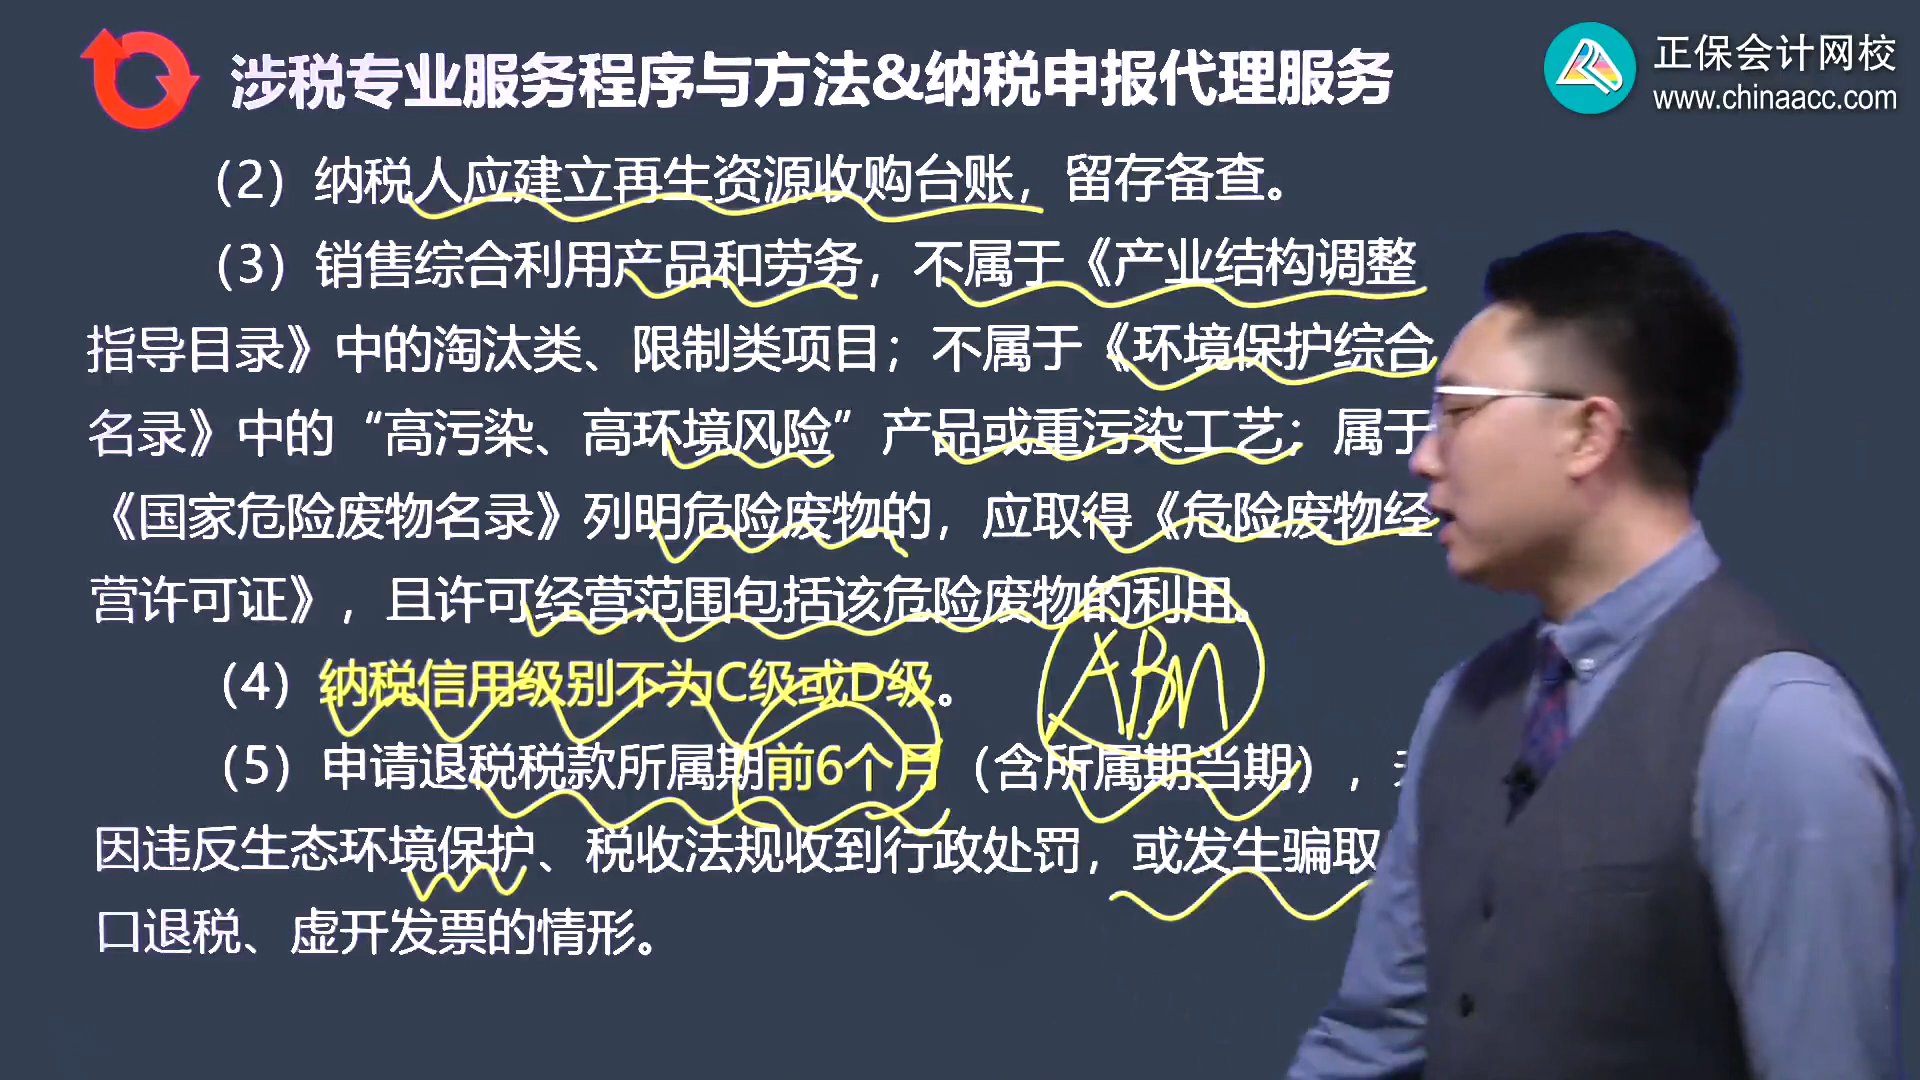 涉税专业服务程序与方法&纳税申报代理服务
正保会计网校
www.chinaacc.com
（2）纳税人应建立再生资源收购台账，留存备查。
（3）销售综合利用产品和劳务，不属于《产业结构调整
指导目录》中的淘汰类、限制类项目；不属于《环境保护综合
名录》中的“高污染、高环境风险”产品或重污染工艺；属于
《国家危险废物名录》列明危险废物的，应取得《危险废物经
营许可证》，且许可经营范围包括该危险废物的利用。
（4）纳税信用级别不为C级或D级。
ABM
（5）申请退税税款所属期前6个月（含所属期当期），
因违反生态环境保护、税收法规收到行政处罚，或发生骗取
口退税、虚开发票的情形。